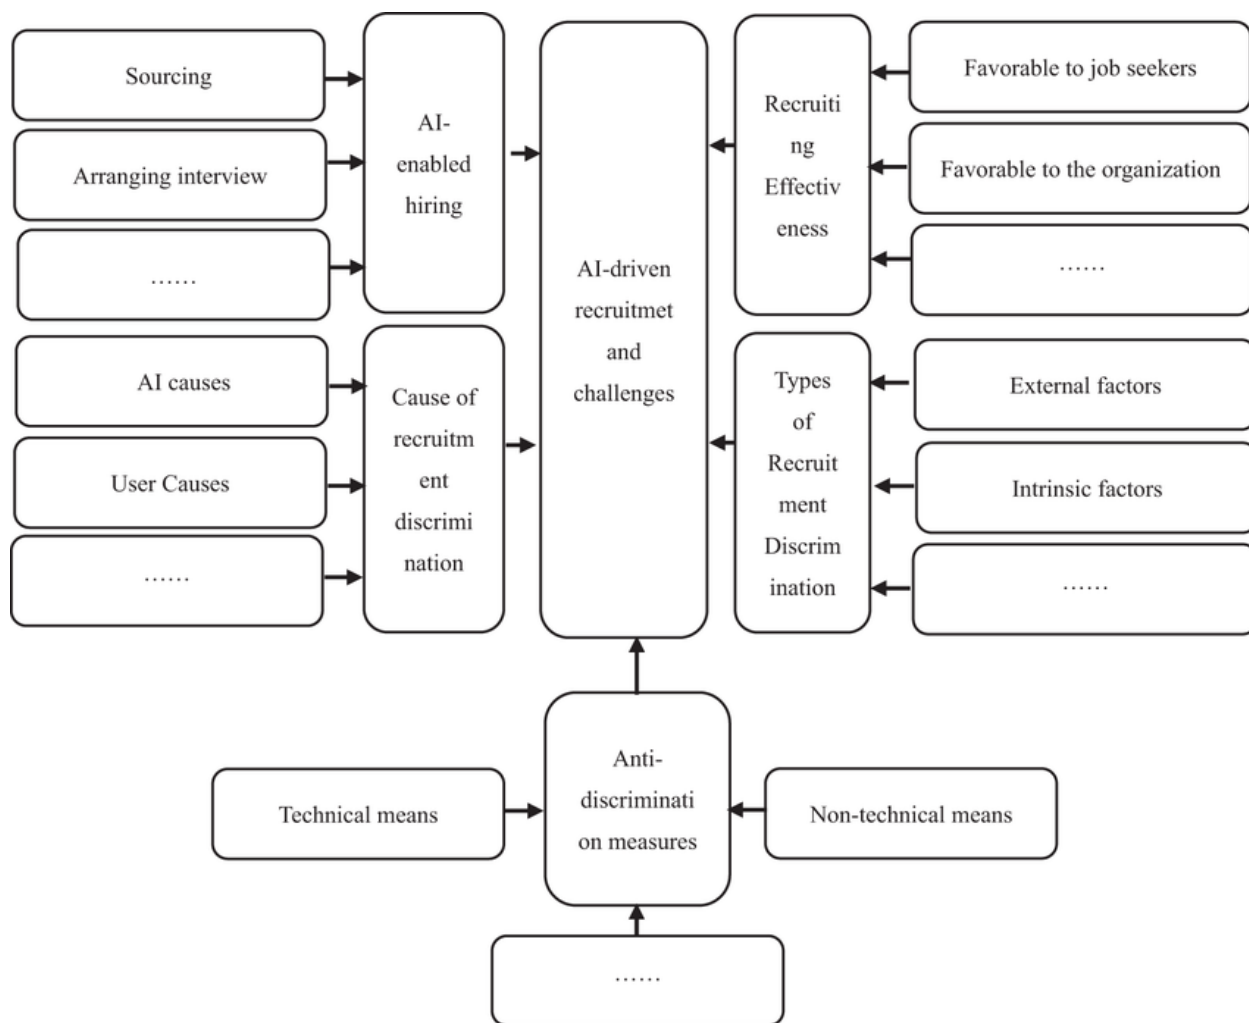 Sourcing
Arranging interview
......
AI causes
User Causes
......
AI-
enabled
hiring
Cause of
recruitm
ent
discrimi
nation
AI-driven
recruitmet
and
challenges
Recruiti
ng
Effectiv
eness
Types
of
Recruit
ment
Discrim
ination
Favorable to job seekers
Favorable to the organization
......
External factors
Intrinsic factors
......
Technical means
Anti-
discriminati
on measures
Non-technical means
......